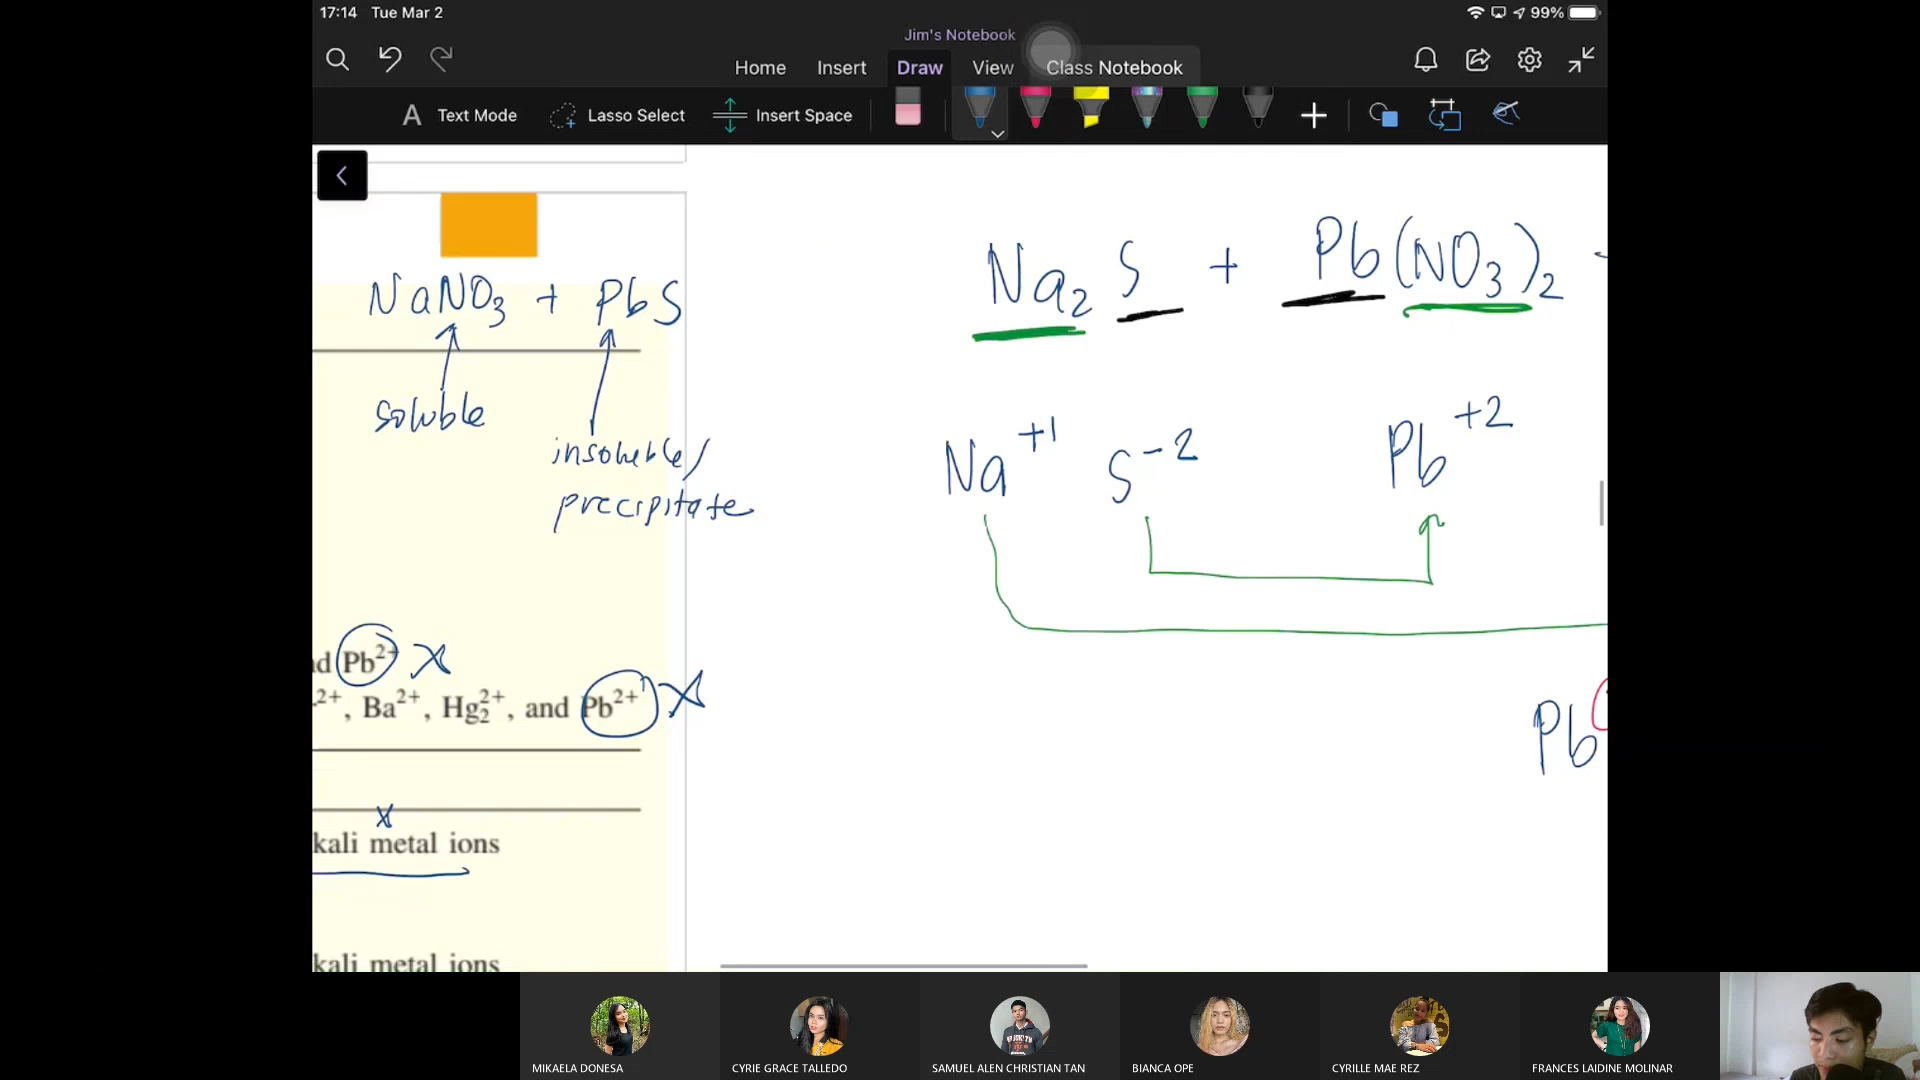 17:14 Tue Mar 2
99%
Jim's Notebook
Home Insert Draw View Class Notebook
Text Mode Lasso Select Insert Space
NaNO₃ + PbS
soluble
insoluble/
precipitate
nd Pb²⁺ X
²⁺, Ba²⁺, Hg₂²⁺, and Pb²⁺ X
x
kali metal ions
kali metal ions
Na₂S + Pb(NO₃)₂
Na⁺¹ S⁻² Pb⁺²
Pb
MIKAELA DONESA
CYRIE GRACE TALLEDO
SAMUEL ALEN CHRISTIAN TAN
BIANCA OPE
CYRILLE MAE REZ
FRANCES LAIDINE MOLINAR